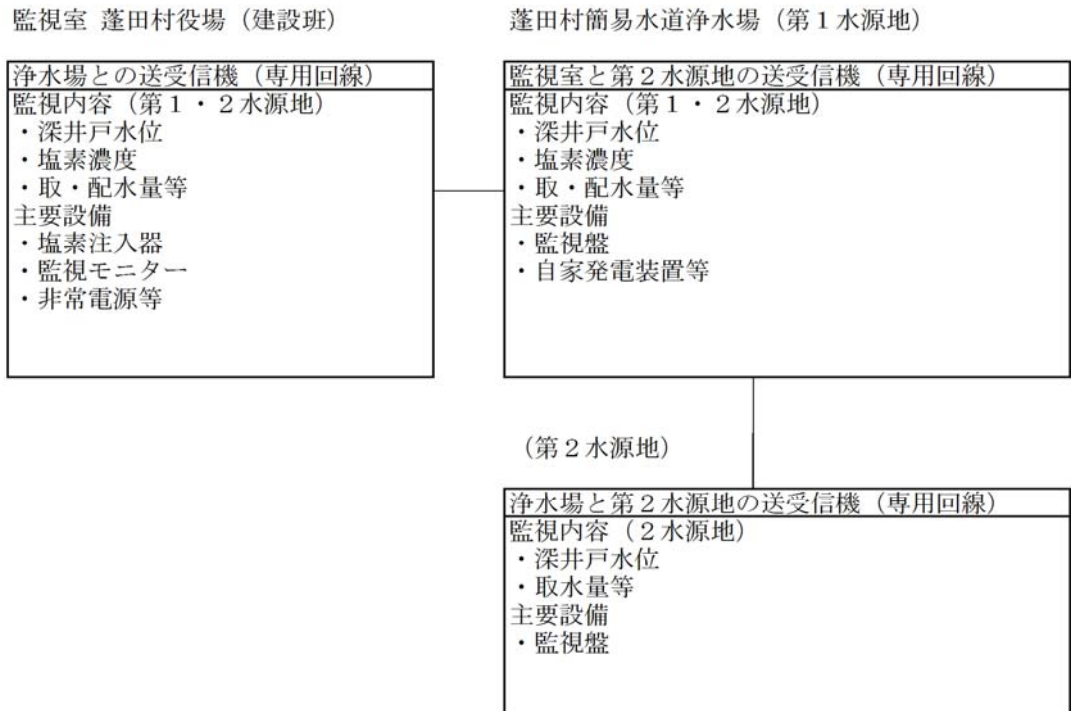 監視室 蓬田村役場（建設班）
浄水場との送受信機（専用回線）
監視内容（第１・２水源地）
・深井戸水位
・塩素濃度
・取・配水量等
主要設備
・塩素注入器
・監視モニター
・非常電源等
蓬田村簡易水道浄水場（第１水源地）
監視室と第２水源地の送受信機（専用回線）
監視内容（第１・２水源地）
・深井戸水位
・塩素濃度
・取・配水量等
主要設備
・監視盤
・自家発電装置等
（第２水源地）
浄水場と第２水源地の送受信機（専用回線）
監視内容（２水源地）
・深井戸水位
・取水量等
主要設備
・監視盤